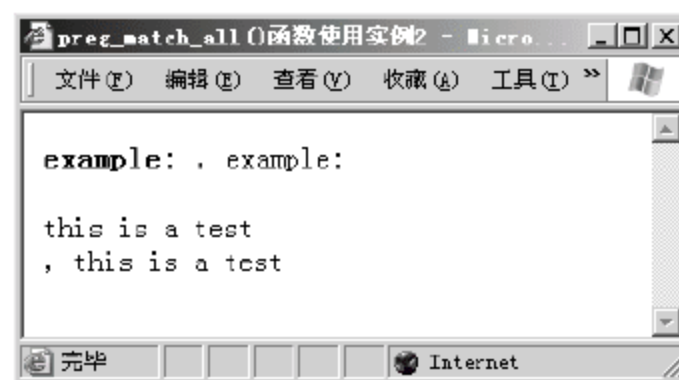 preg_match_all()函数使用实例2 - Micro...
文件(F) 编辑(E) 查看(V) 收藏(A) 工具(T) »
example: , example:
this is a test
, this is a test
完毕 Internet